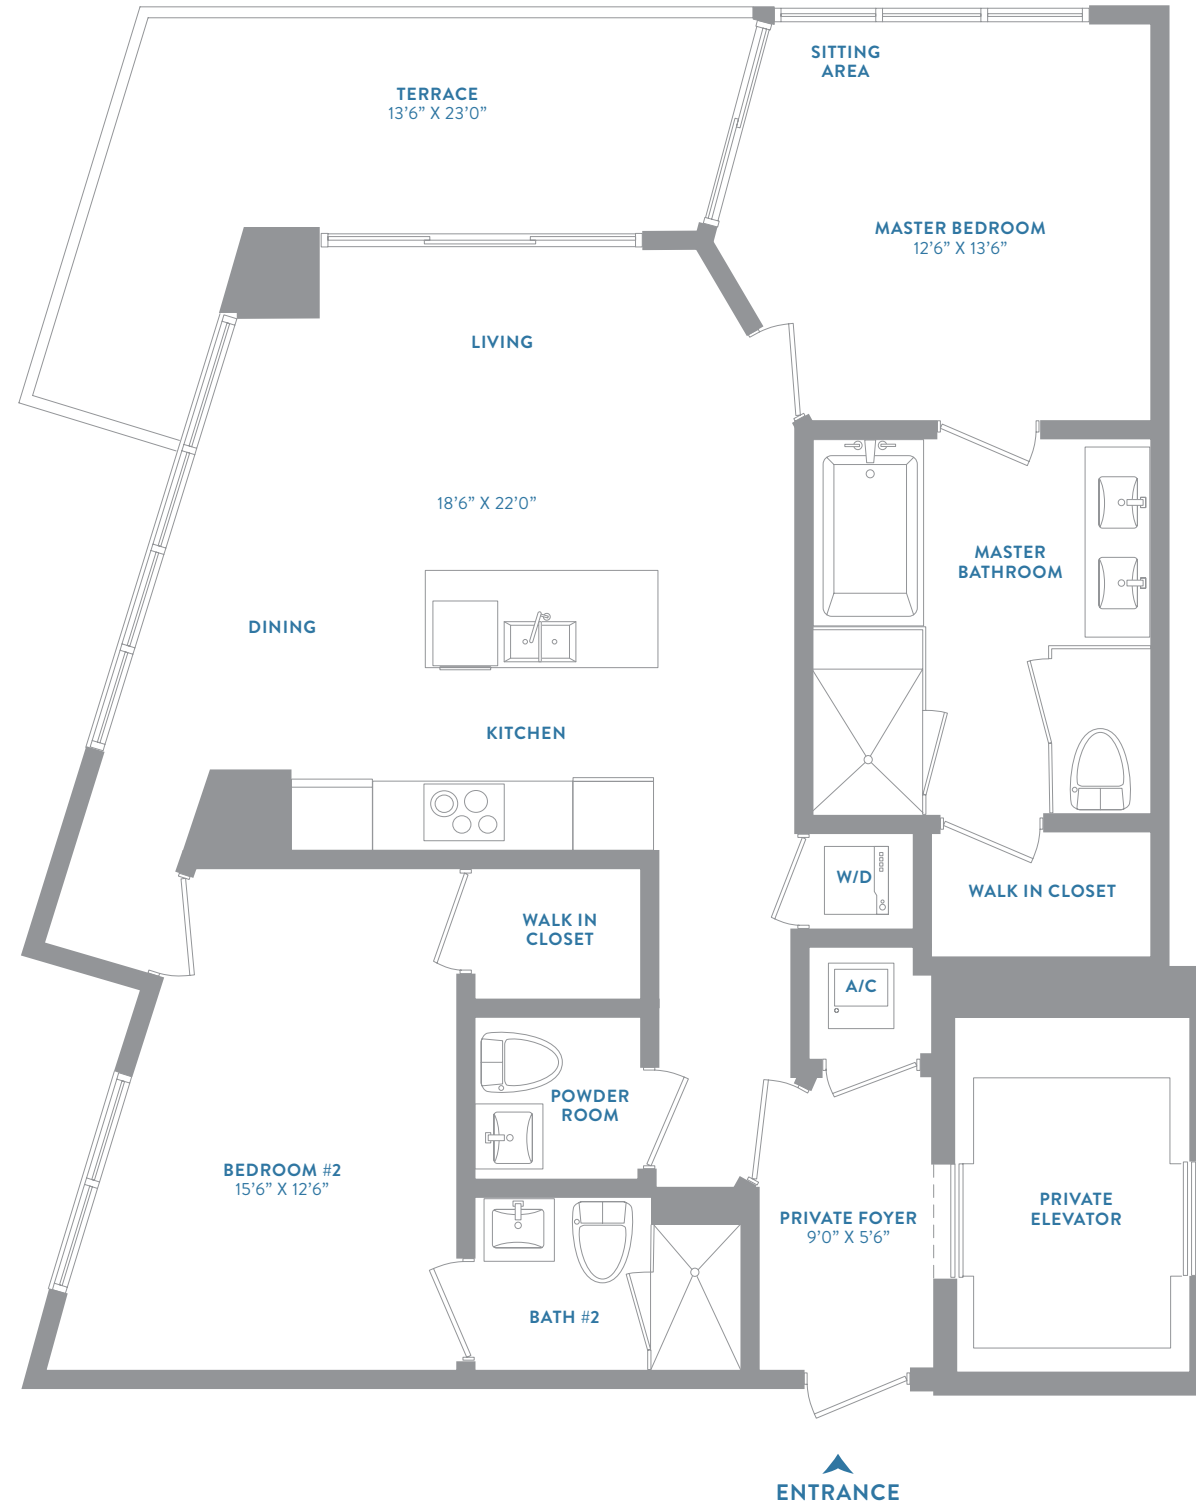 SITTING
AREA
TERRACE
13’6” X 23’0”
MASTER BEDROOM
12’6” X 13’6”
LIVING
18’6” X 22’0”
MASTER
BATHROOM
DINING
KITCHEN
W/D
WALK IN CLOSET
WALK IN
CLOSET
A/C
POWDER
ROOM
BEDROOM #2
15’6” X 12’6”
PRIVATE
ELEVATOR
PRIVATE FOYER
9’0” X 5’6”
BATH #2
ENTRANCE